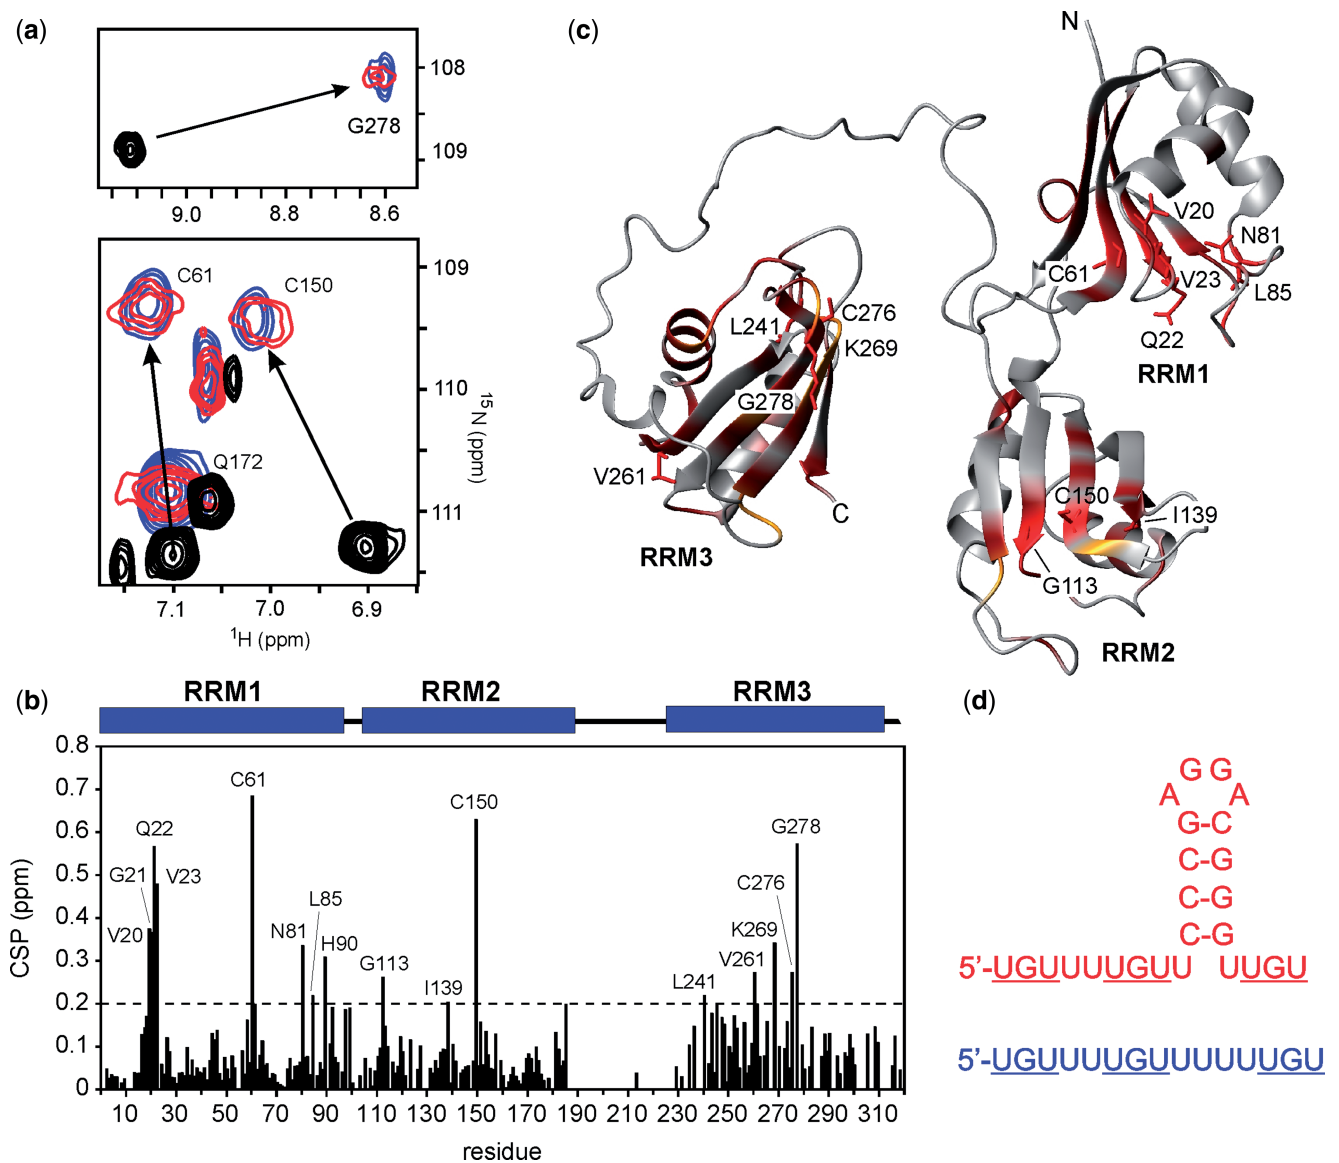 (a)
108
109
G278
9.0 8.8 8.6
C61
C150
Q172
109
110
111
15N (ppm)
7.1 7.0 6.9
1H (ppm)
(c)
N
V20
N81
C61
V23
L85
Q22
RRM1
L241
C276
K269
G278
V261
C
RRM3
C150
I139
G113
RRM2
(b)
RRM1 RRM2 RRM3
0.8
0.7
0.6
0.5
0.4
0.3
0.2
0.1
0
CSP (ppm)
C61
Q22
G21
V23
V20
N81
L85
H90
G113
I139
C150
L241
V261
K269
C276
G278
10 30 50 70 90 110 130 150 170 190 210 230 250 270 290 310
residue
(d)
G G
A A
G-C
C-G
C-G
C-G
5'-UGUUUUUGUU UUGU
5'-UGUUUUGUUUUUUGU